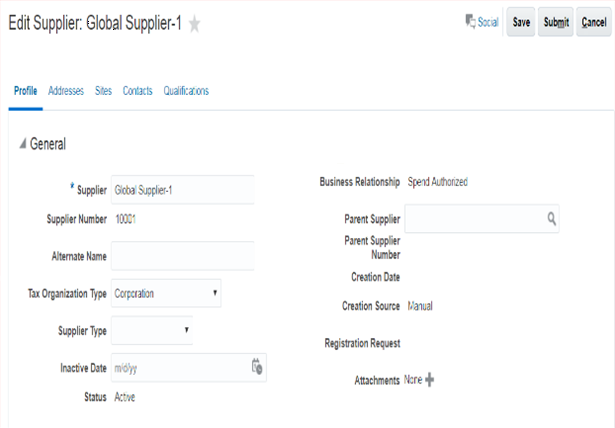 Edit Supplier: Global Supplier-1
Social Save Submit Cancel
Profile Addresses Sites Contacts Qualifications
General
* Supplier Global Supplier-1
Supplier Number 10001
Alternate Name
Tax Organization Type Corporation
Supplier Type
Inactive Date m/d/yy
Status Active
Business Relationship Spend Authorized
Parent Supplier
Parent Supplier
Number
Creation Date
Creation Source Manual
Registration Request
Attachments None